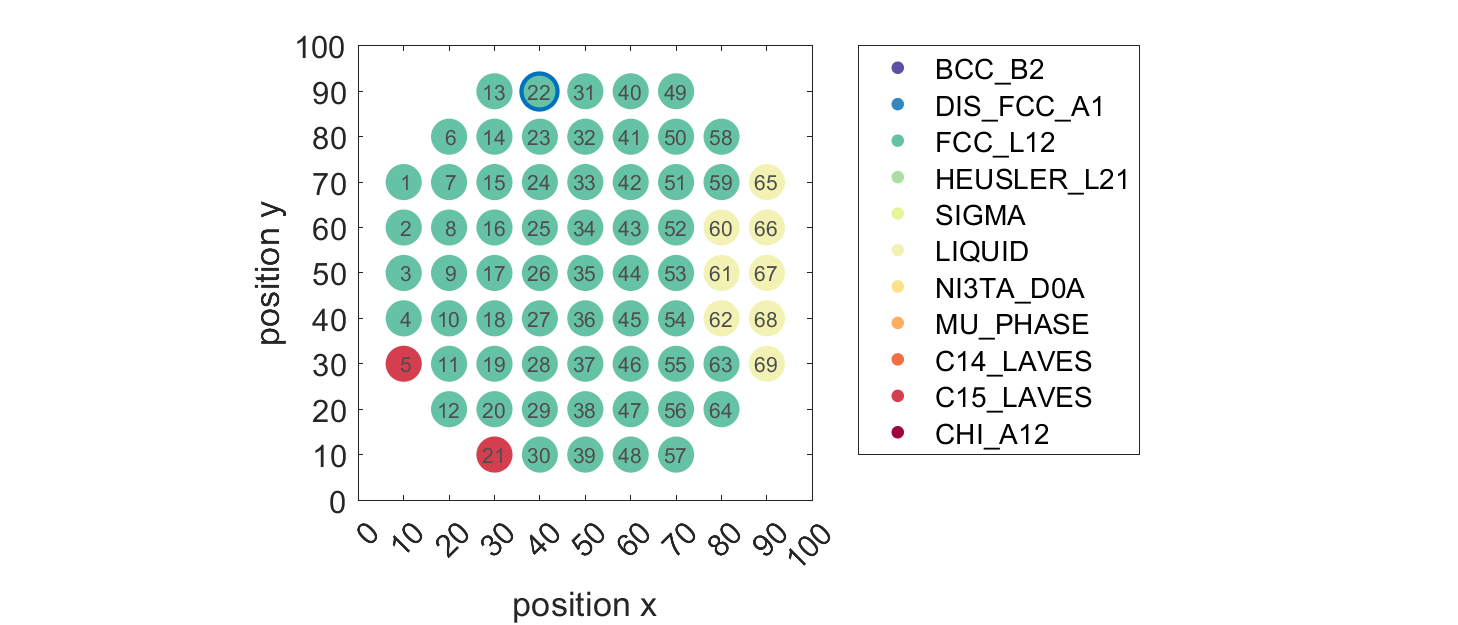 100
90
80
70
60
50
40
30
20
10
0
position y
13 22 31 40 49
6 14 23 32 41 50 58
1 7 15 24 33 42 51 59 65
2 8 16 25 34 43 52 60 66
3 9 17 26 35 44 53 61 67
4 10 18 27 36 45 54 62 68
5 11 19 28 37 46 55 63 69
12 20 29 38 47 56 64
21 30 39 48 57
0 10 20 30 40 50 60 70 80 90 100
position x
BCC_B2
DIS_FCC_A1
FCC_L12
HEUSLER_L21
SIGMA
LIQUID
NI3TA_D0A
MU_PHASE
C14_LAVES
C15_LAVES
CHI_A12